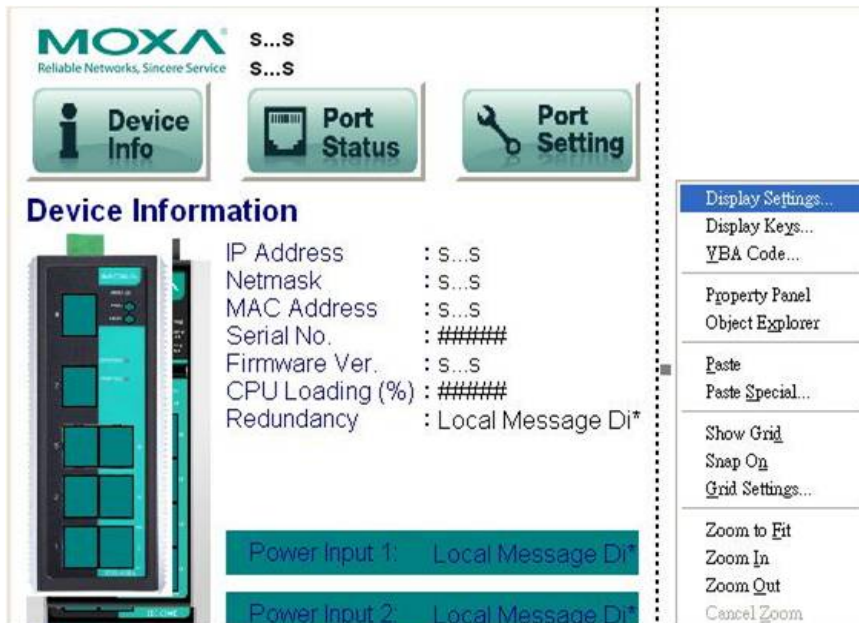 MOXA
Reliable Networks, Sincere Service
s...s
s...s
Device Info
Port Status
Port Setting
Device Information
IP Address : s...s
Netmask : s...s
MAC Address : s...s
Serial No. : ######
Firmware Ver. : s...s
CPU Loading (%) : ######
Redundancy : Local Message Di*
Power Input 1: Local Message Di*
Power Input 2: Local Message Di*
Display Settings...
Display Keys...
VBA Code...
Property Panel
Object Explorer
Paste
Paste Special...
Show Grid
Snap On
Grid Settings...
Zoom to Fit
Zoom In
Zoom Out
Cancel Zoom